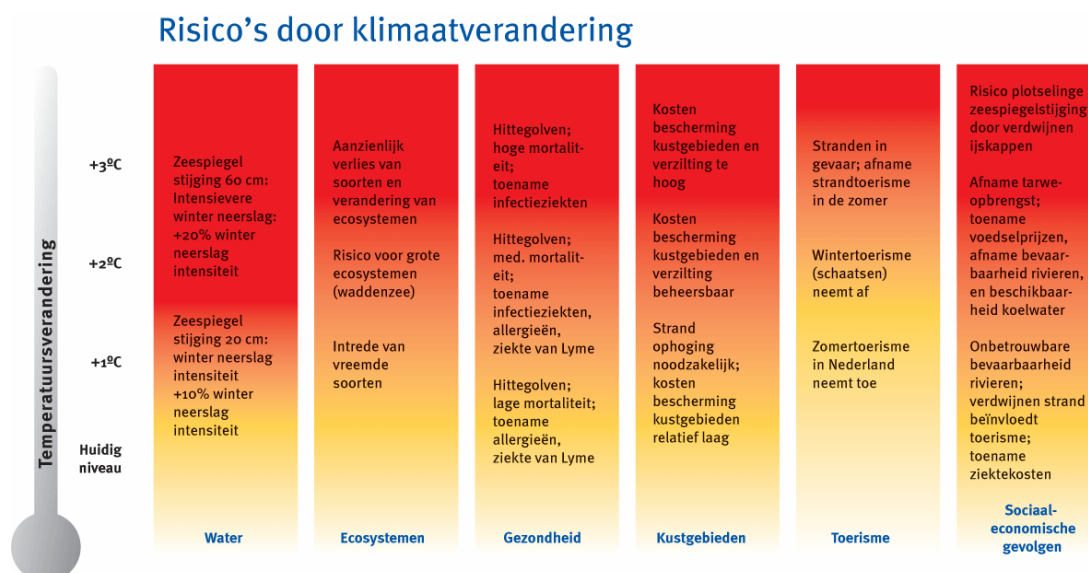 Risico's door klimaatverandering
Temperatuursverandering
+3ºC
+2ºC
+1ºC
Huidig
niveau
Zeespiegel
stijging 60 cm:
Intensievere
winter neerslag:
+20% winter
neerslag
intensiteit
Zeespiegel
stijging 20 cm:
winter neerslag
intensiteit
+10% winter
neerslag
intensiteit
Water
Aanzienlijk
verlies van
soorten en
verandering van
ecosystemen
Risico voor grote
ecosystemen
(waddenzee)
Intrede van
vreemde
soorten
Ecosystemen
Hittegolven;
hoge mortalit-
eit;
toename
infectieziekten
Hittegolven;
med. mortalit-
eit;
toename
infectieziekten,
allergieën,
ziekte van Lyme
Hittegolven;
lage mortaliteit;
toename
allergieën,
ziekte van Lyme
Gezondheid
Kosten
bescherming
kustgebieden en
verzilting te
hoog
Kosten
bescherming
kustgebieden en
verzilting
beheersbaar
Strand
ophoging
noodzakelijk;
kosten
bescherming
kustgebieden
relatief laag
Kustgebieden
Stranden in
gevaar; afname
strandtoerisme
in de zomer
Wintertoerisme
(schaatsen)
neemt af
Zomertoerisme
in Nederland
neemt toe
Toerisme
Risico plotselinge
zeespiegelstijging
door verdwijnen
ijskappen
Afname tarwe-
opbrengst;
toename
voedselprijzen,
afname bevaar-
baarheid rivieren,
en beschikbaar-
heid koelwater
Onbetrouwbare
bevaarbaarheid
rivieren;
verdwijnen strand
beïnvloedt
toerisme;
toename
ziektekosten
Sociaal-
economische
gevolgen